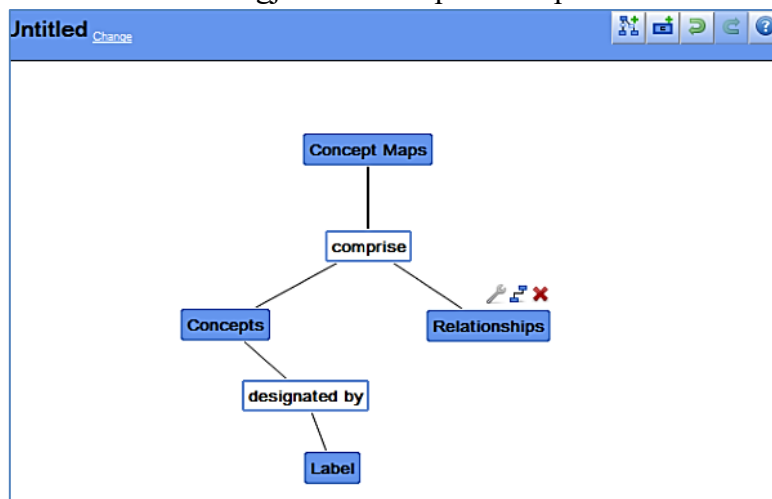 Untitled Change
Concept Maps
comprise
Concepts
Relationships
designated by
Label